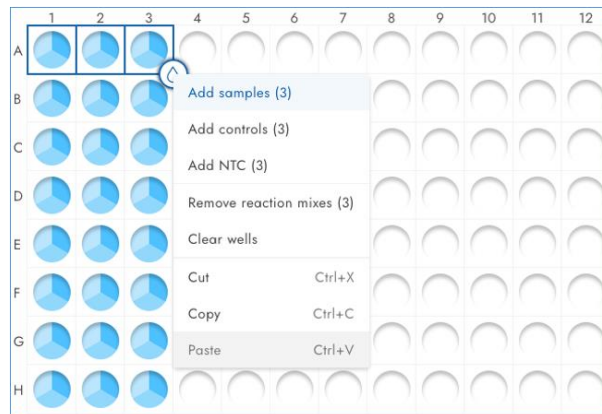 1 2 3 4 5 6 7 8 9 10 11 12
A
B
C
D
E
F
G
H
Add samples (3)
Add controls (3)
Add NTC (3)
Remove reaction mixes (3)
Clear wells
Cut Ctrl+X
Copy Ctrl+C
Paste Ctrl+V